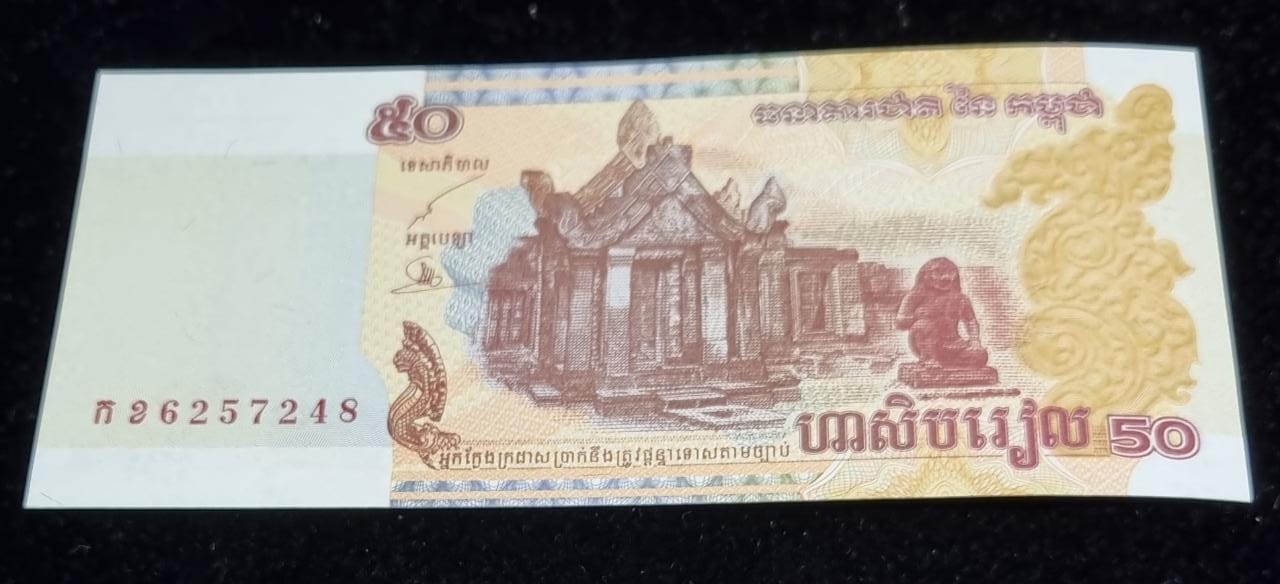 ៥០
ធនាគារជាតិ នៃ កម្ពុជា
ទេសាភិបាល
អគ្គបេឡា
កខ6257248
ហាសិបរៀល 50
អ្នកក្លែងក្រដាសប្រាក់នឹងត្រូវផ្តន្ទាទោសតាមច្បាប់